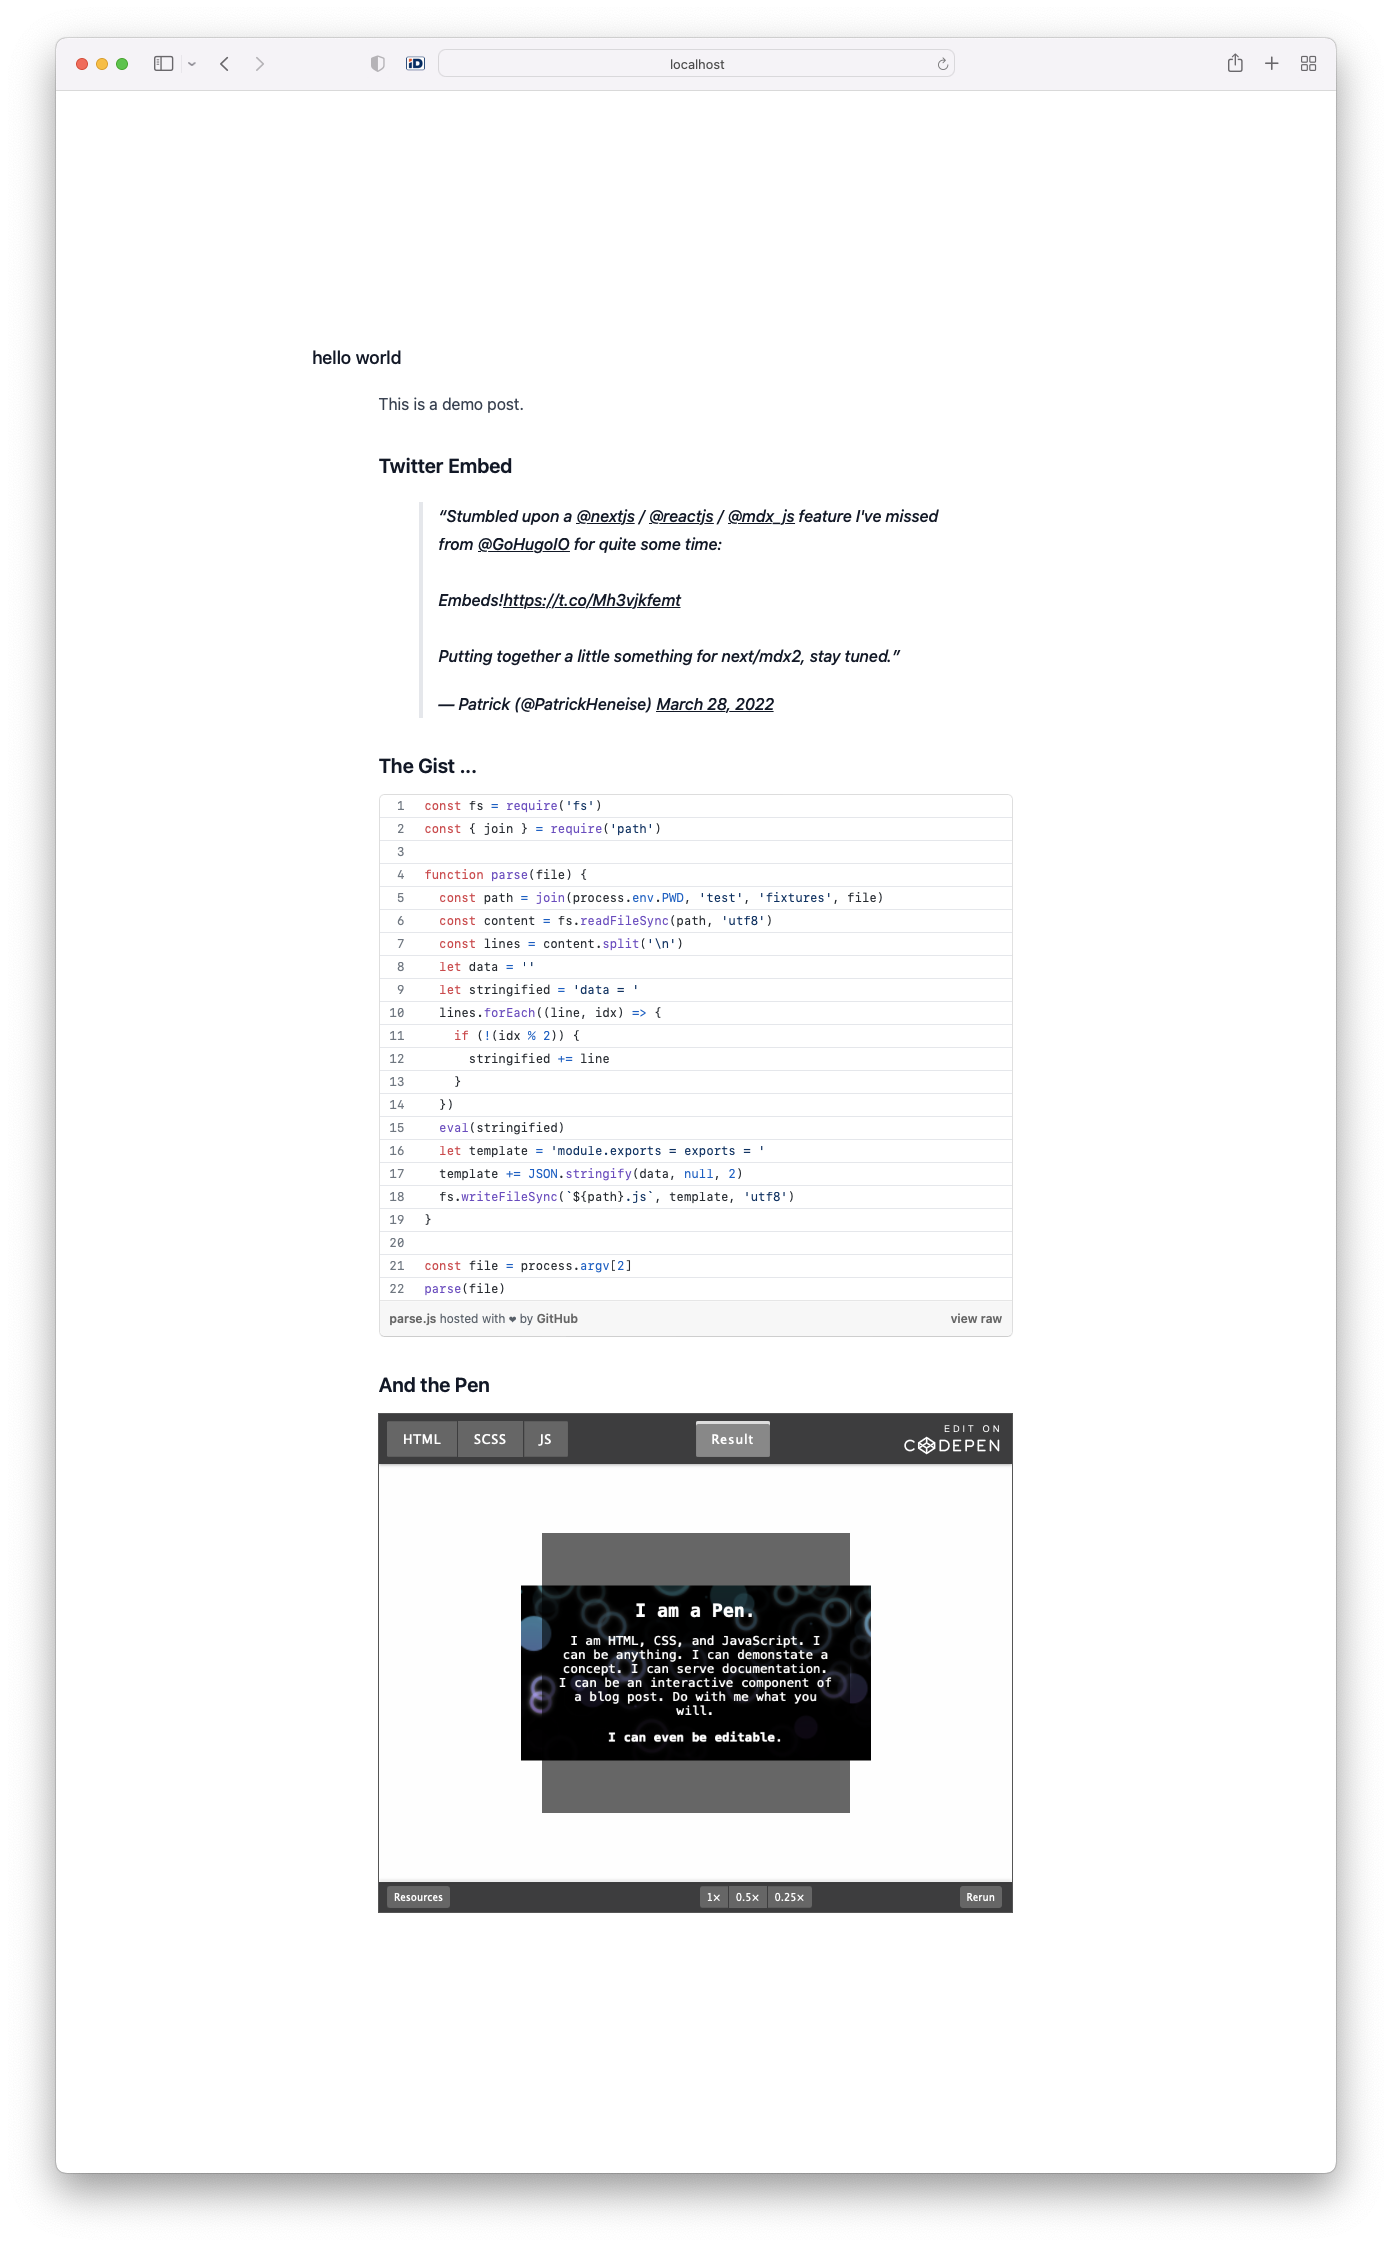 iD
localhost
hello world
This is a demo post.
Twitter Embed
“Stumbled upon a @nextjs / @reactjs / @mdx_js feature I've missed
from @GoHugoIO for quite some time:
Embeds!https://t.co/Mh3vjkfemt
Putting together a little something for next/mdx2, stay tuned.”
— Patrick (@PatrickHeneise) March 28, 2022
The Gist ...
1 const fs = require('fs')
2 const { join } = require('path')
3
4 function parse(file) {
5   const path = join(process.env.PWD, 'test', 'fixtures', file)
6   const content = fs.readFileSync(path, 'utf8')
7   const lines = content.split('\n')
8   let data = ''
9   let stringified = 'data = '
10   lines.forEach((line, idx) => {
11     if (!(idx % 2)) {
12       stringified += line
13     }
14   })
15   eval(stringified)
16   let template = 'module.exports = exports = '
17   template += JSON.stringify(data, null, 2)
18   fs.writeFileSync(`${path}.js`, template, 'utf8')
19 }
20
21 const file = process.argv[2]
22 parse(file)
parse.js hosted with ❤ by GitHub view raw
And the Pen
HTML SCSS JS Result EDIT ON
CODEPEN
I am a Pen.
I am HTML, CSS, and JavaScript. I
can be anything. I can demonstate a
concept. I can serve documentation.
I can be an interactive component of
a blog post. Do with me what you
will.
I can even be editable.
Resources 1× 0.5× 0.25× Rerun